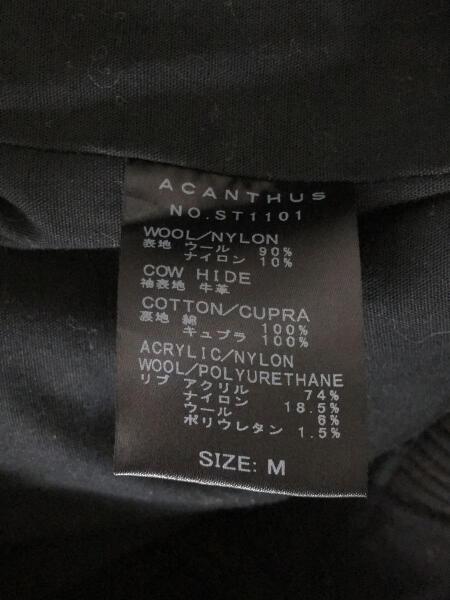 ACANTHUS
NO.ST1101
WOOL/NYLON
表地 ウール 90%
ナイロン 10%
COW HIDE
袖表地 牛革
COTTON/CUPRA
裏地 綿 100%
キュプラ 100%
ACRYLIC/NYLON
WOOL/POLYURETHANE
リブ アクリル 74%
ナイロン 18.5%
ウール 6%
ポリウレタン 1.5%
SIZE: M